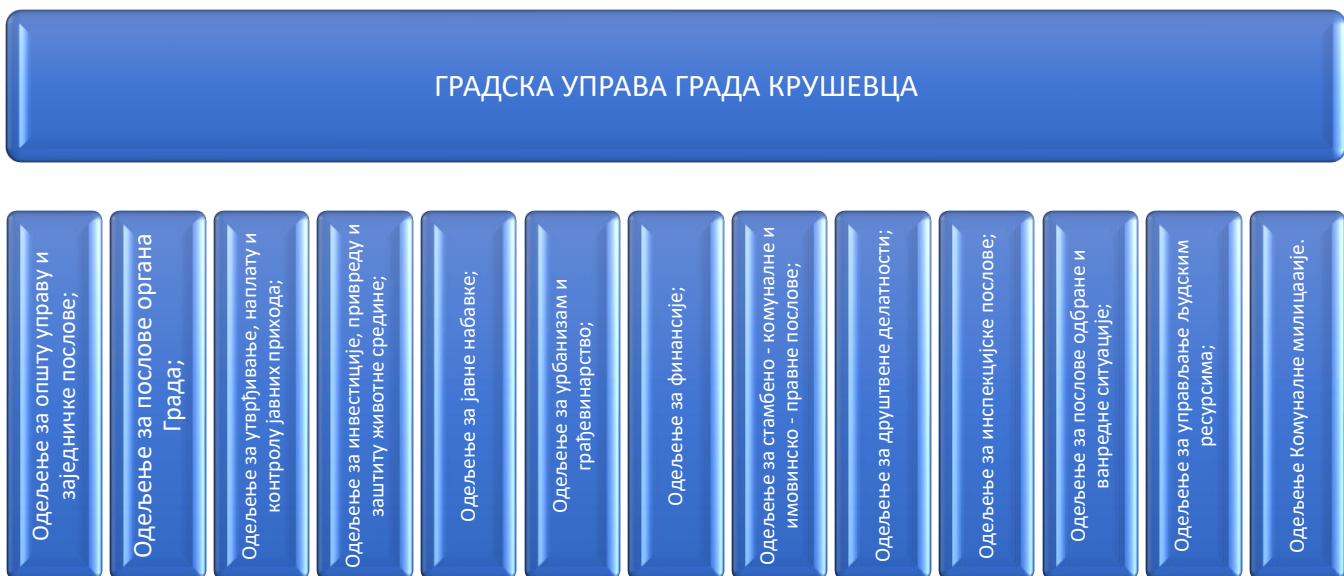 ГРАДСКА УПРАВА ГРАДА КРУШЕВЦА
Одељење за општу управу и
заједничке послове;
Одељење за послове органа
Града;
Одељење за утврђивање, наплату и
контролу јавних прихода;
Одељење за инвестиције, привреду и
заштиту животне средине;
Одељење за јавне набавке;
Одељење за урбанизам и
грађевинарство;
Одељење за финансије;
Одељење за стамбено - комуналне и
имовинско - правне послове;
Одељење за друштвене делатности;
Одељење за инспекцијске послове;
Одељење за послове одбране и
ванредне ситуације;
Одељење за управљање људским
ресурсима;
Одељење Комуналне милицааије.